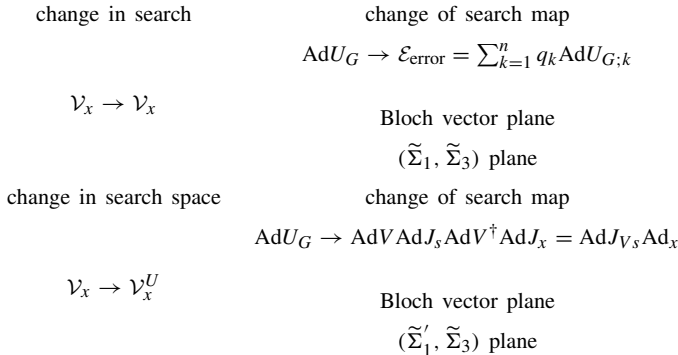 change in search change of search map
AdU_G → ℰ_error = ∑_{k=1}^{n} q_k AdU_{G;k}
𝒱_x → 𝒱_x
Bloch vector plane
(Σ̃_1, Σ̃_3) plane
change in search space change of search map
AdU_G → AdV AdJ_s AdV^† AdJ_x = AdJ_{Vs} Ad_x
𝒱_x → 𝒱_x^U
Bloch vector plane
(Σ̃_1^′, Σ̃_3) plane